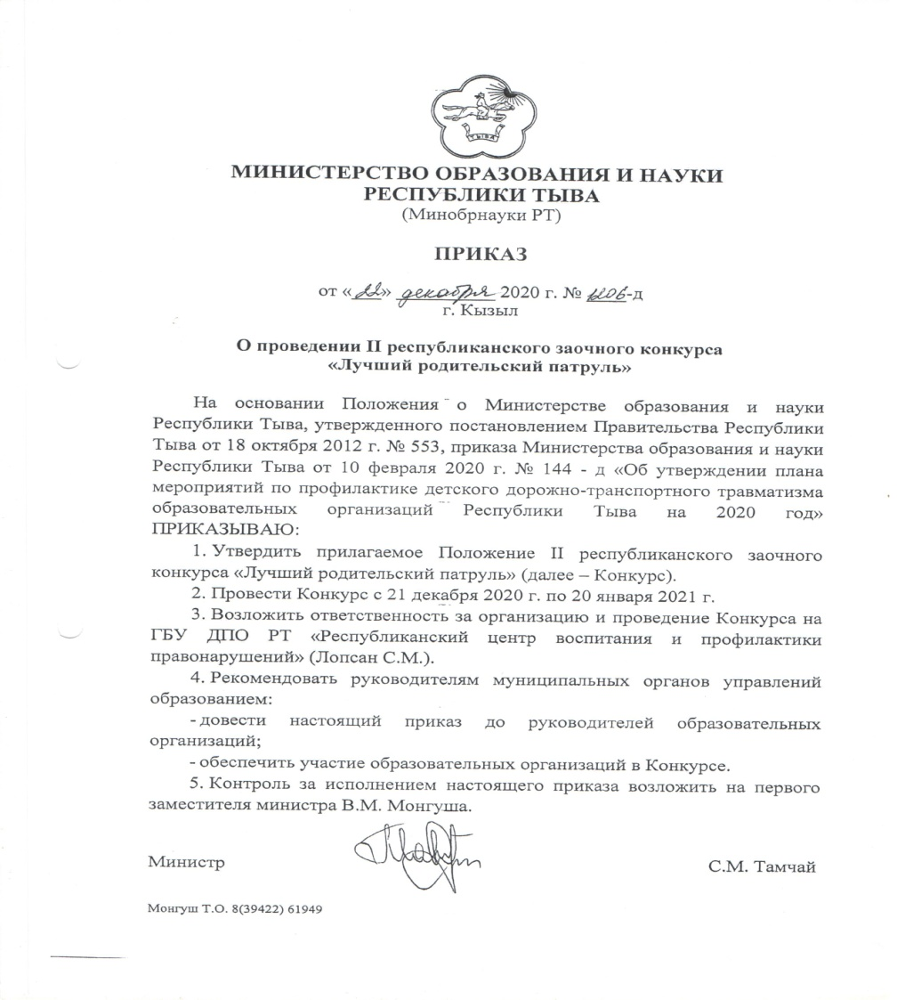 ТЫВА
МИНИСТЕРСТВО ОБРАЗОВАНИЯ И НАУКИ
РЕСПУБЛИКИ ТЫВА
(Минобрнауки РТ)
ПРИКАЗ
от «22» декабря 2020 г. № 1206-д
г. Кызыл
О проведении II республиканского заочного конкурса
«Лучший родительский патруль»
На основании Положения о Министерстве образования и науки
Республики Тыва, утвержденного постановлением Правительства Республики
Тыва от 18 октября 2012 г. № 553, приказа Министерства образования и науки
Республики Тыва от 10 февраля 2020 г. № 144 - д «Об утверждении плана
мероприятий по профилактике детского дорожно-транспортного травматизма
образовательных организаций Республики Тыва на 2020 год»
ПРИКАЗЫВАЮ:
1. Утвердить прилагаемое Положение II республиканского заочного
конкурса «Лучший родительский патруль» (далее – Конкурс).
2. Провести Конкурс с 21 декабря 2020 г. по 20 января 2021 г.
3. Возложить ответственность за организацию и проведение Конкурса на
ГБУ ДПО РТ «Республиканский центр воспитания и профилактики
правонарушений» (Лопсан С.М.).
4. Рекомендовать руководителям муниципальных органов управлений
образованием:
- довести настоящий приказ до руководителей образовательных
организаций;
- обеспечить участие образовательных организаций в Конкурсе.
5. Контроль за исполнением настоящего приказа возложить на первого
заместителя министра В.М. Монгуша.
Министр С.М. Тамчай
Монгуш Т.О. 8(39422) 61949